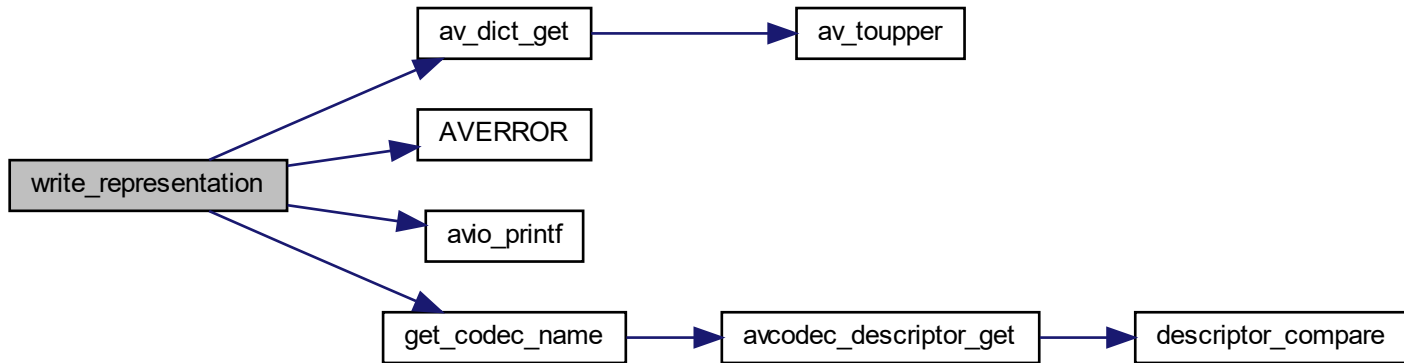 av_dict_get
av_toupper
AVERROR
write_representation
avio_printf
get_codec_name
avcodec_descriptor_get
descriptor_compare